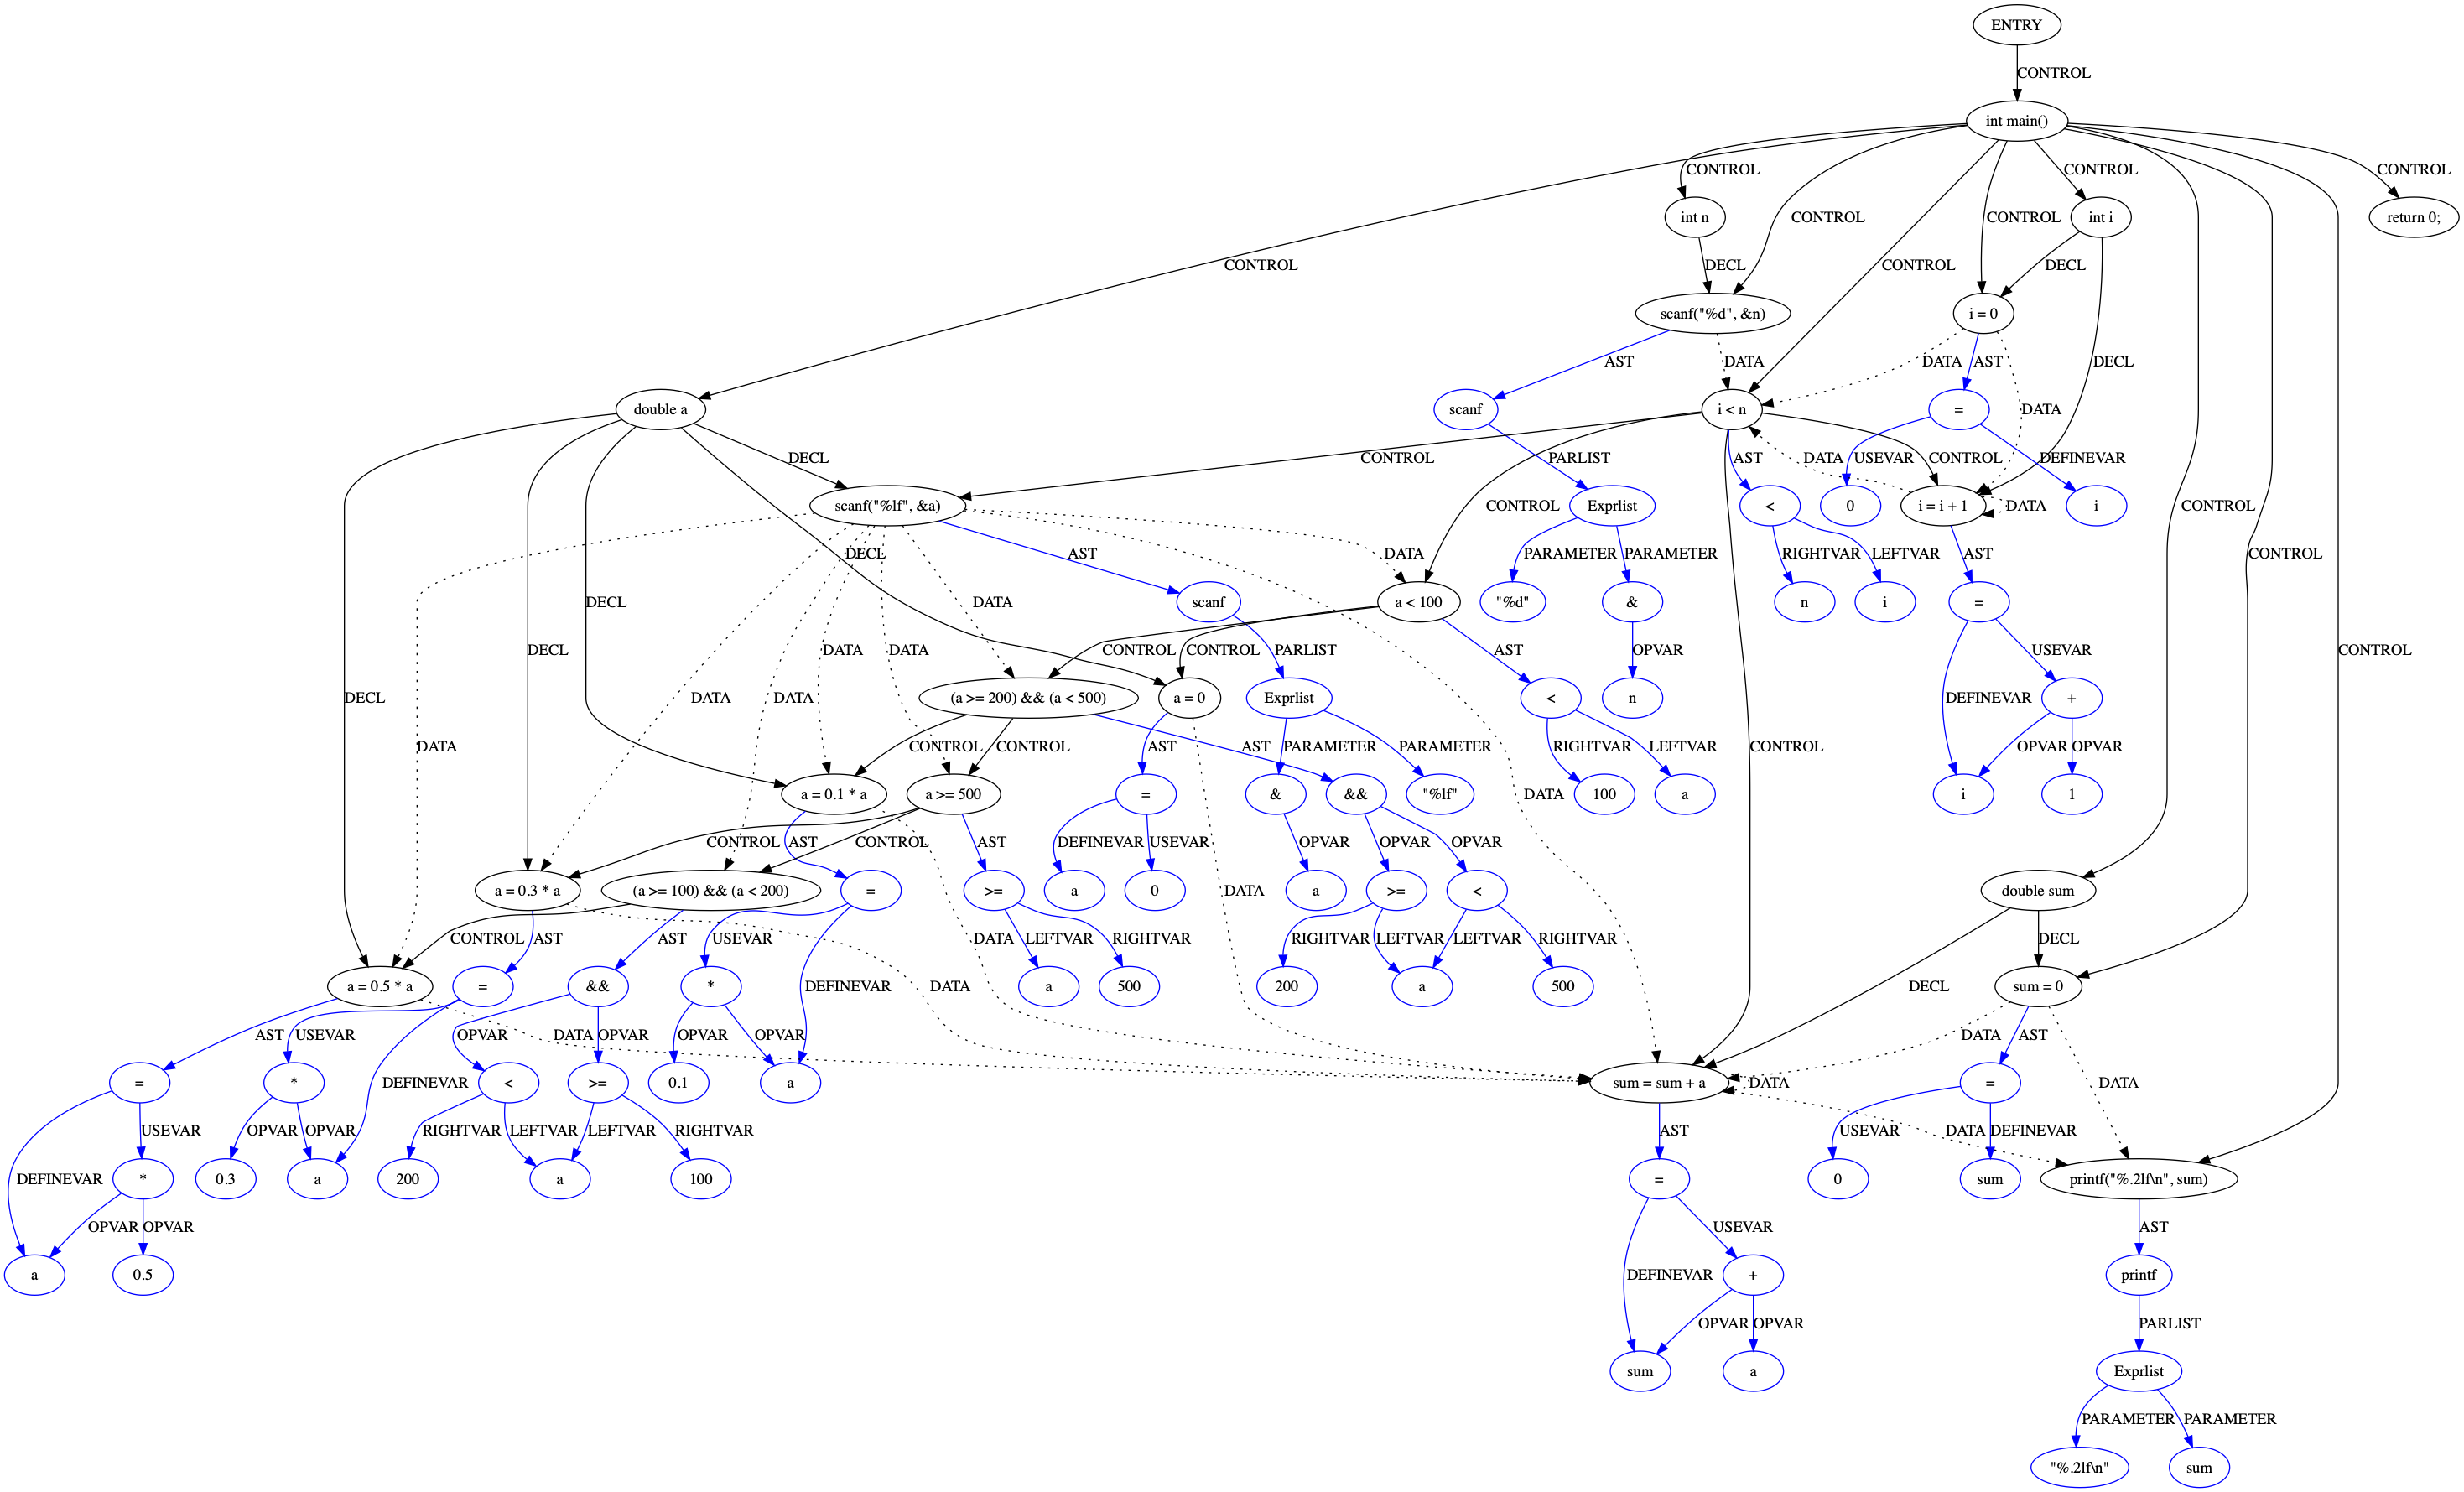 ENTRY
CONTROL
int main()
CONTROL CONTROL CONTROL
int n int i return 0;
CONTROL DECL CONTROL CONTROL CONTROL DECL
scanf("%d", &n) i = 0
AST DATA DATA AST DECL
double a scanf i < n = DATA
DECL CONTROL PARLIST AST DATA CONTROL USEVAR DEFINEVAR
scanf("%lf", &a) Exprlist < 0 i = i + 1 DATA i
CONTROL CONTROL
DECL DECL AST DATA PARAMETER PARAMETER RIGHTVAR LEFTVAR AST CONTROL
DATA scanf a < 100 "%d" & n i =
DECL DATA DATA CONTROL CONTROL PARLIST AST OPVAR USEVAR CONTROL
DECL DATA DATA (a >= 200) && (a < 500) a = 0 Exprlist < n DEFINEVAR +
DATA CONTROL CONTROL AST AST PARAMETER PARAMETER RIGHTVAR LEFTVAR CONTROL OPVAR OPVAR
a = 0.1 * a a >= 500 = & && "%lf" DATA 100 a i 1
CONTROL AST CONTROL AST DEFINEVAR USEVAR OPVAR OPVAR OPVAR
a = 0.3 * a (a >= 100) && (a < 200) = >= a 0 DATA a >= < double sum
CONTROL AST AST USEVAR DATA LEFTVAR RIGHTVAR RIGHTVAR LEFTVAR LEFTVAR RIGHTVAR DECL
a = 0.5 * a = && * DEFINEVAR DATA a 500 200 a 500 DECL sum = 0
AST USEVAR OPVAR OPVAR DATA OPVAR OPVAR DATA AST
= * DEFINEVAR < >= 0.1 a sum = sum + a DATA = DATA
USEVAR OPVAR OPVAR RIGHTVAR LEFTVAR LEFTVAR RIGHTVAR AST USEVAR DATA DEFINEVAR
DEFINEVAR * 0.3 a 200 a 100 = 0 sum printf("%.2lf\n", sum)
OPVAR OPVAR USEVAR AST
a 0.5 DEFINEVAR + printf
OPVAR OPVAR PARLIST
sum a Exprlist
PARAMETER PARAMETER
"%.2lf\n" sum